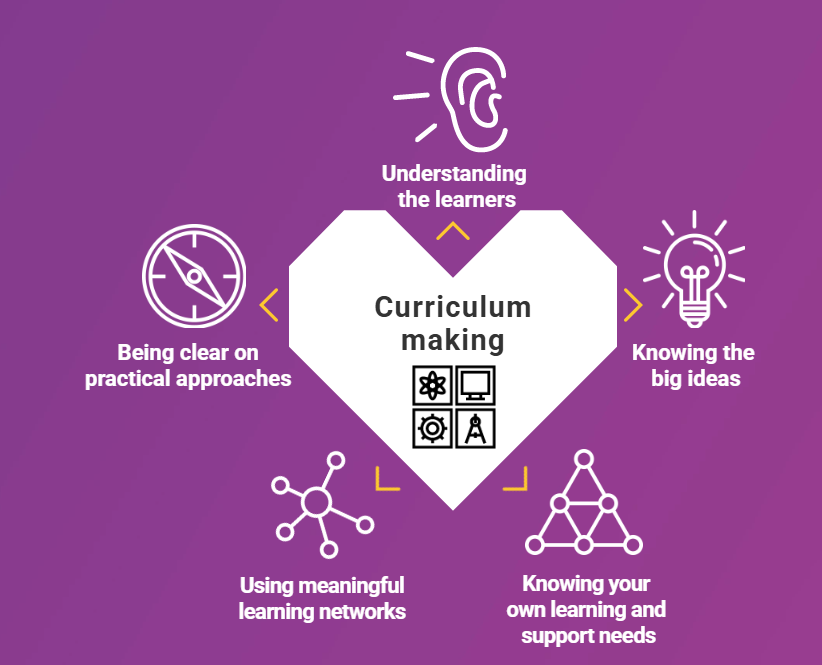 Understanding
the learners
Curriculum
making
Being clear on
practical approaches
Knowing the
big ideas
Using meaningful
learning networks
Knowing your
own learning and
support needs